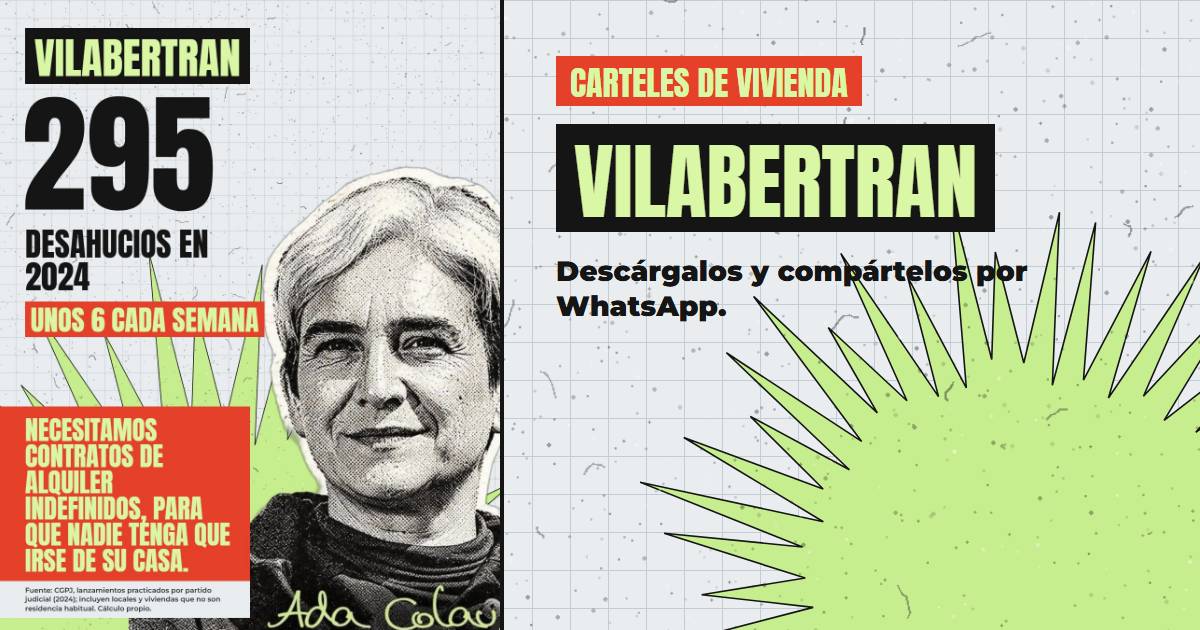 VILABERTRAN
295
DESAHUCIOS EN
2024
UNOS 6 CADA SEMANA
NECESITAMOS
CONTRATOS DE
ALQUILER
INDEFINIDOS, PARA
QUE NADIE TENGA QUE
IRSE DE SU CASA.
Fuente: CGPJ, lanzamientos practicados por partido
judicial (2024); incluyen locales y viviendas que no son
residencia habitual. Cálculo propio.
Ada Colau
CARTELES DE VIVIENDA
VILABERTRAN
Descárgalos y compártelos por
WhatsApp.